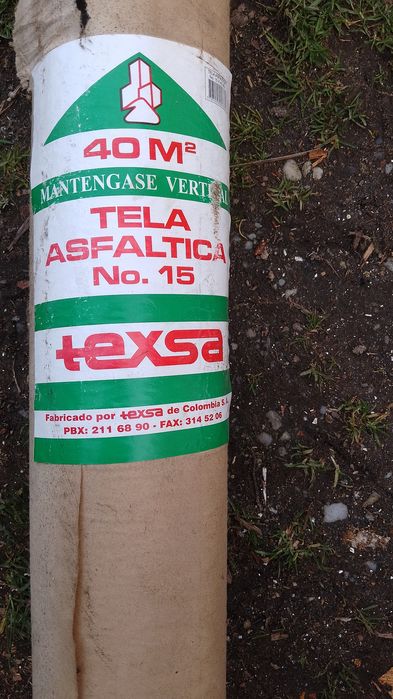 40 M²
MANTENGASE VERTICAL
TELA
ASFALTICA
No. 15
texsa
Fabricado por texsa de Colombia S.
PBX: 211 68 90 - FAX: 314 52 06